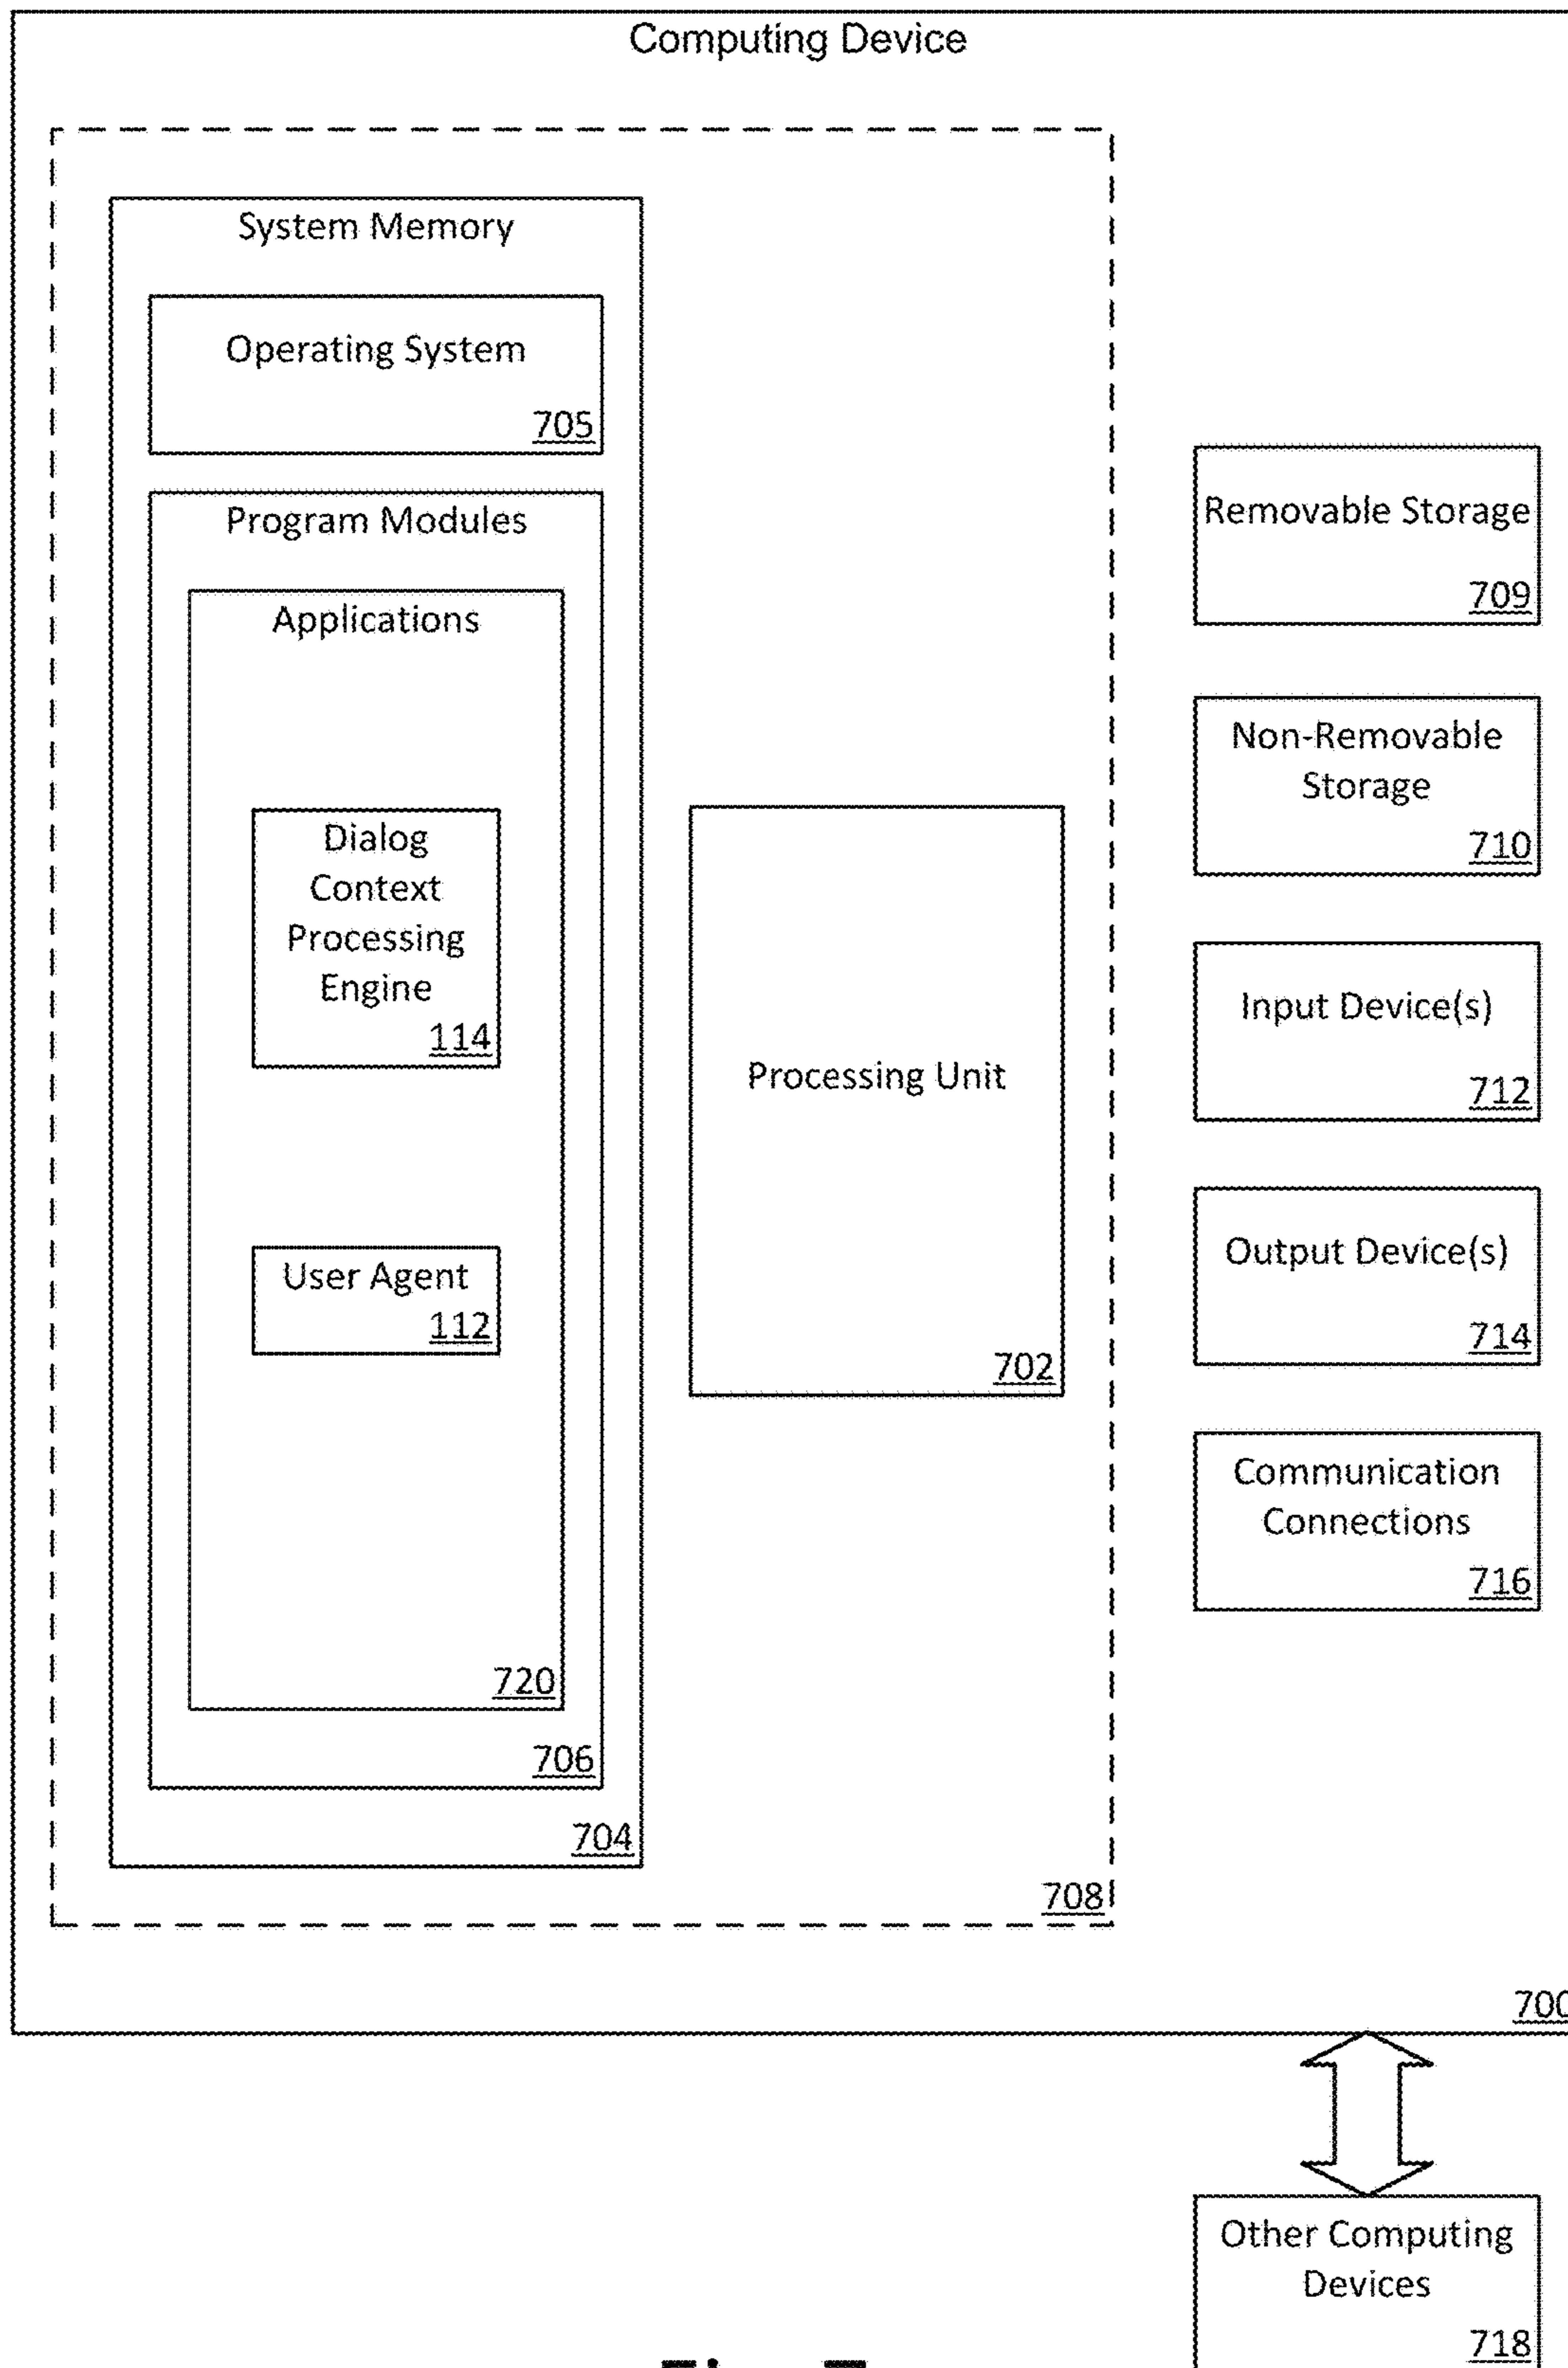 Computing Device
System Memory
Operating System
705
Program Modules
Applications
Dialog
Context
Processing
Engine
114
User Agent
112
720
706
704
Processing Unit
702
708
Removable Storage
709
Non-Removable
Storage
710
Input Device(s)
712
Output Device(s)
714
Communication
Connections
716
700
Other Computing
Devices
718